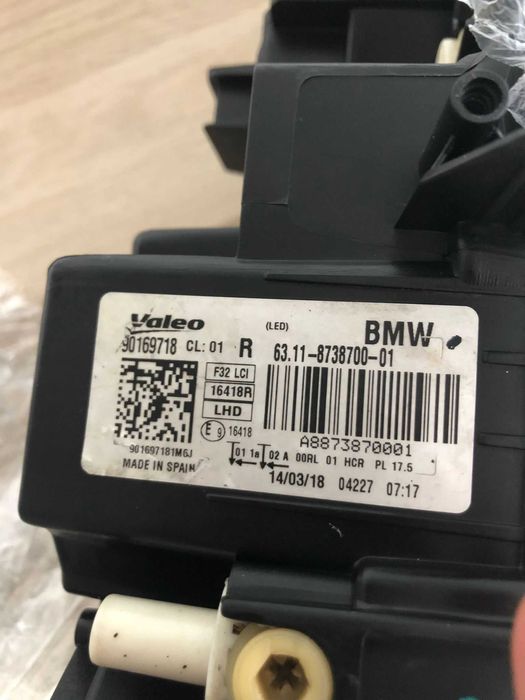 Valeo (LED) BMW
90169718 CL: 01 R 63.11-8738700-01
F32 LCI
16418R
LHD
E 9 16418
A8873870001
901697181M6J
01 1a 02 A 00RL 01 HCR PL 17.5
MADE IN SPAIN
14/03/18 04227 07:17